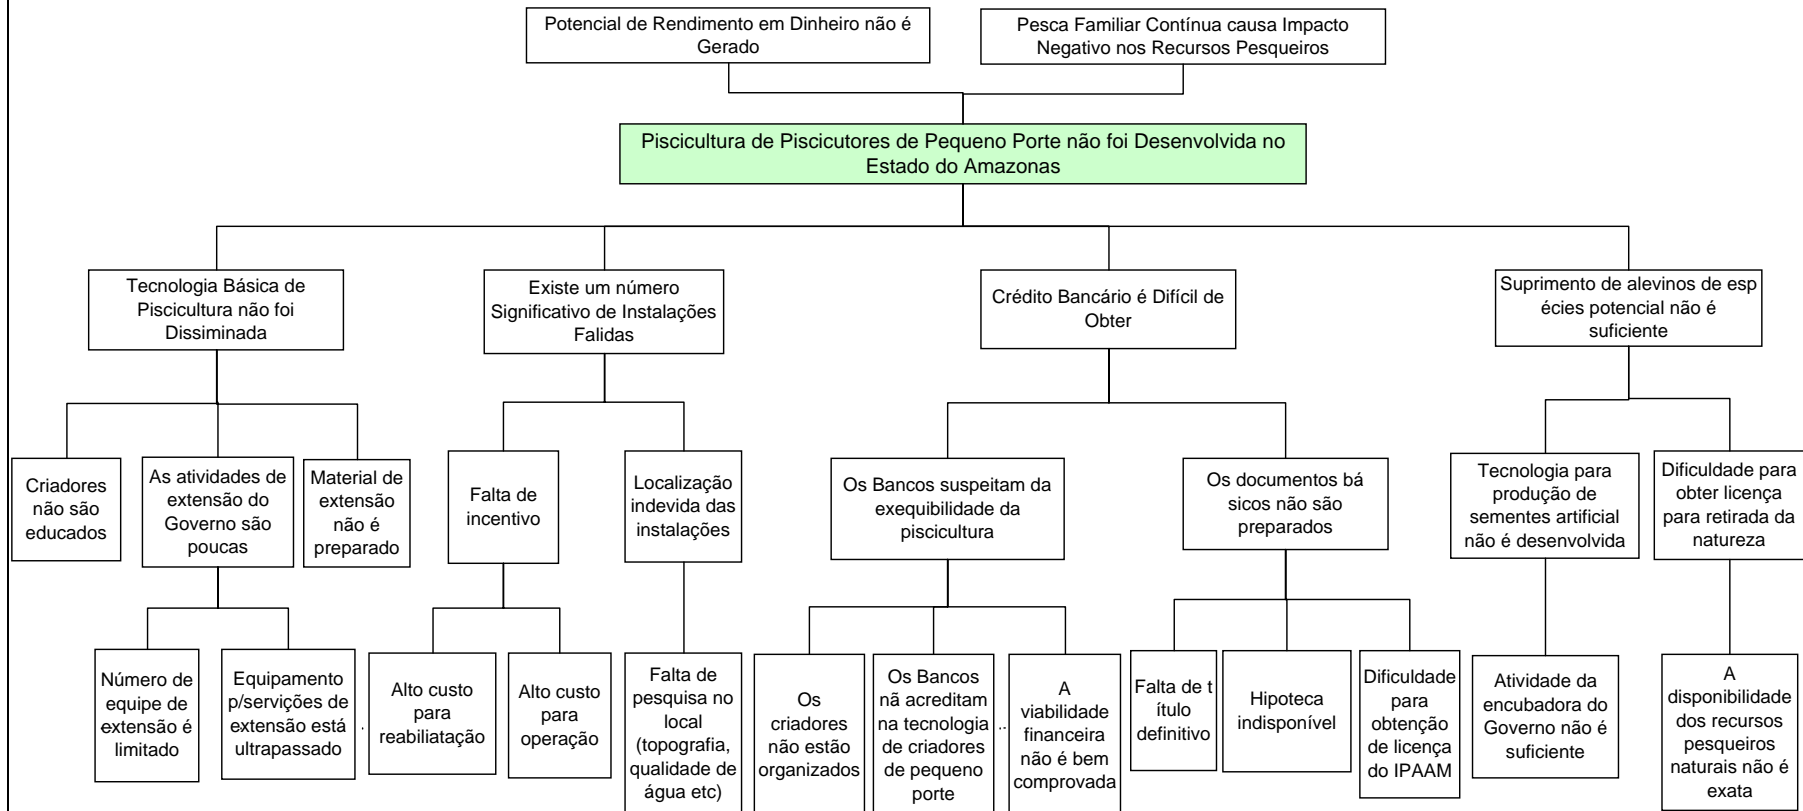 Potencial de Rendimento em Dinheiro não é
Gerado
Pesca Familiar Contínua causa Impacto
Negativo nos Recursos Pesqueiros
Piscicultura de Piscicutores de Pequeno Porte não foi Desenvolvida no
Estado do Amazonas
Tecnologia Básica de
Piscicultura não foi
Dissiminada
Existe um número
Significativo de Instalações
Falidas
Crédito Bancário é Difícil de
Obter
Suprimento de alevinos de esp
écies potencial não é
suficiente
Criadores
não são
educados
As atividades de
extensão do
Governo são
poucas
Material de
extensão
não é
preparado
Falta de
incentivo
Localização
indevida das
instalações
Os Bancos suspeitam da
exequibilidade da
piscicultura
Os documentos bá
sicos não são
preparados
Tecnologia para
produção de
sementes artificial
não é desenvolvida
Dificuldade para
obter licença
para retirada da
natureza
Número de
equipe de
extensão é
limitado
Equipamento
p/servições de
extensão está
ultrapassado
Alto custo
para
reabiliatação
Alto custo
para
operação
Falta de
pesquisa no
local
(topografia,
qualidade de
água etc)
Os
criadores
não estão
organizados
Os Bancos
nã acreditam
na tecnologia
de criadores
de pequeno
porte
A
viabilidade
financeira
não é bem
comprovada
Falta de t
ítulo
definitivo
Hipoteca
indisponível
Dificuldade
para
obtenção
de licença
do IPAAM
Atividade da
encubadora do
Governo não é
suficiente
A
disponibilidade
dos recursos
pesqueiros
naturais não é
exata